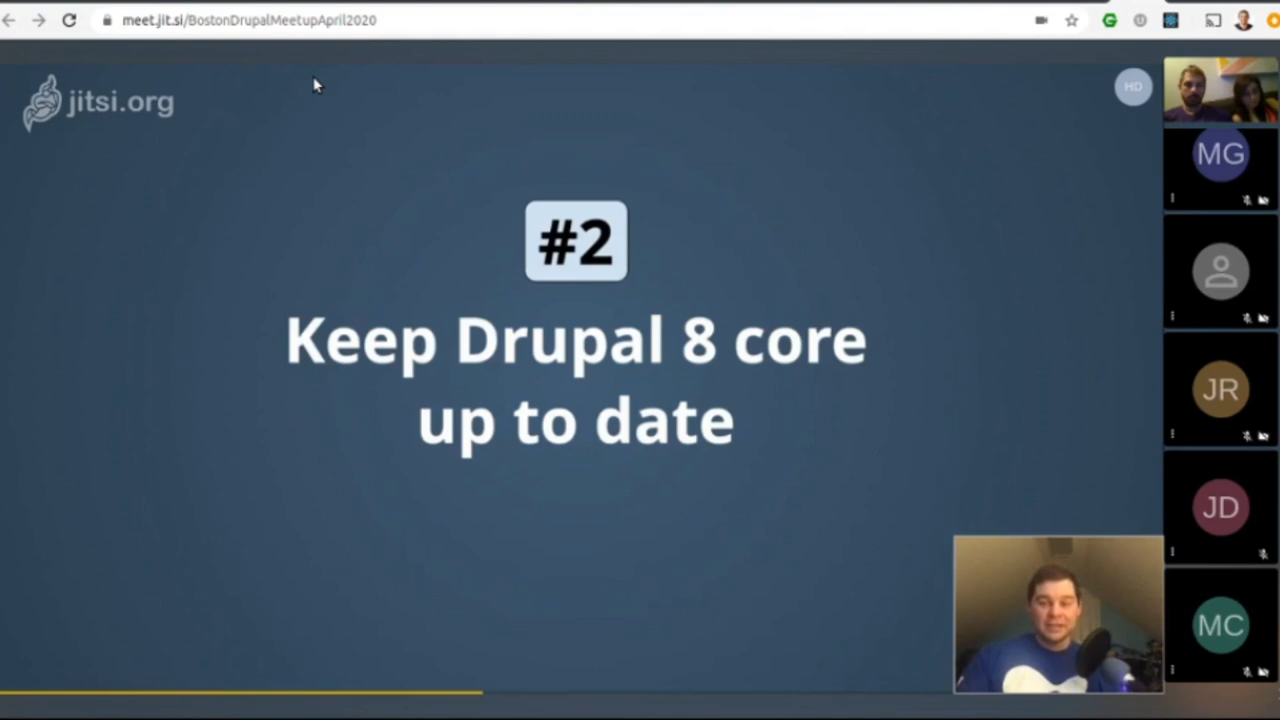 meet.jit.si/BostonDrupalMeetupApril2020
jitsi.org
HD
#2
Keep Drupal 8 core
up to date
MG
JR
JD
MC